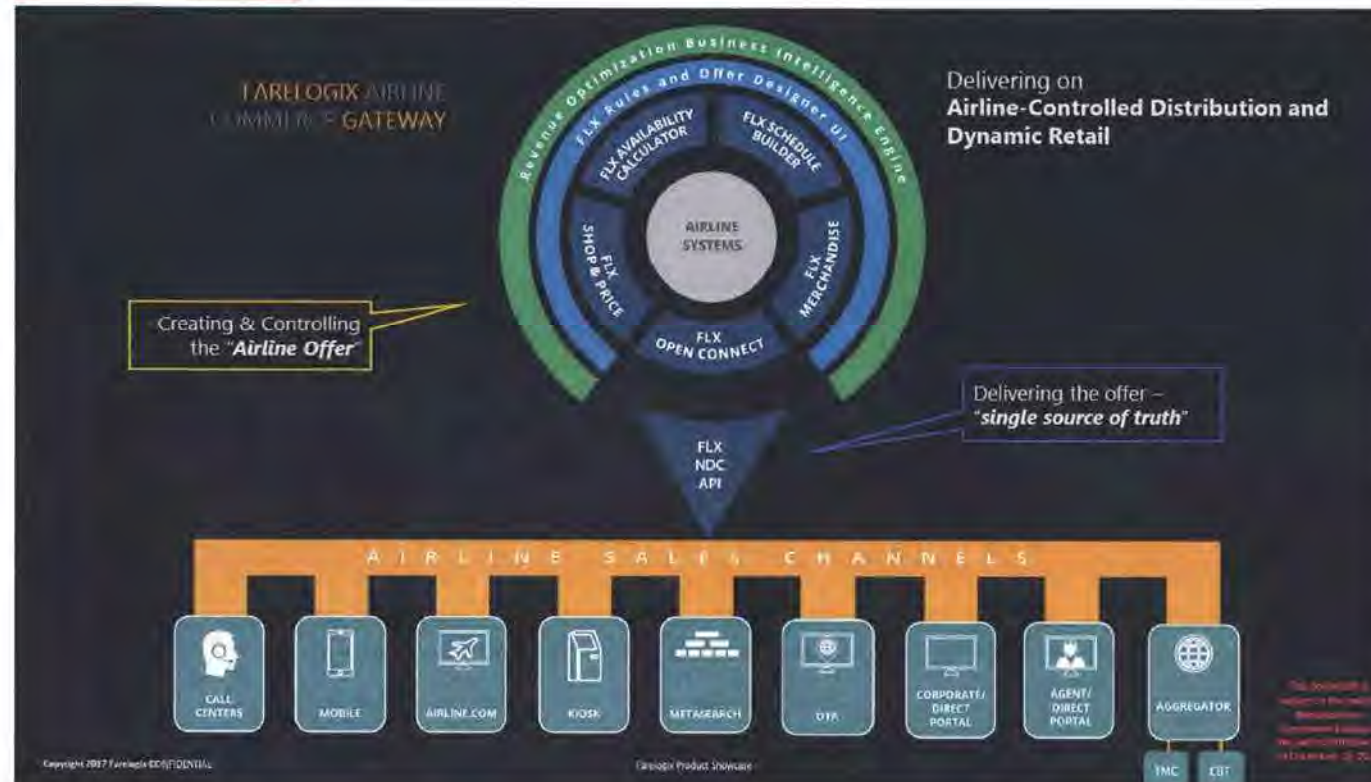 FARELOGIX AIRLINE
COMMERCE GATEWAY
Revenue Optimization Business Intelligence Engine
FLX Rules and Offer Designer UI
FLX AVAILABILITY
CALCULATOR
FLX SCHEDULE
BUILDER
FLX
SHOP & PRICE
AIRLINE
SYSTEMS
FLX
MERCHANDISE
FLX
OPEN CONNECT
Delivering on
Airline-Controlled Distribution and
Dynamic Retail
Creating & Controlling
the "Airline Offer"
Delivering the offer –
"single source of truth"
FLX
NDC
API
AIRLINE SALES CHANNELS
CALL
CENTERS
MOBILE
AIRLINE.COM
KIOSK
METASEARCH
OTA
CORPORATE/
DIRECT
PORTAL
AGENT/
DIRECT
PORTAL
AGGREGATOR
TMC
CBT
Copyright 2017 Farelogix CONFIDENTIAL
Farelogix Product Showcase